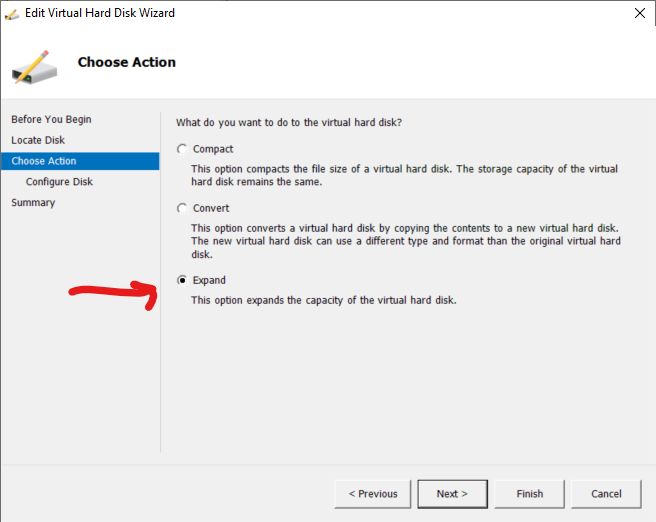 Edit Virtual Hard Disk Wizard
Choose Action
Before You Begin
Locate Disk
Choose Action
Configure Disk
Summary
What do you want to do to the virtual hard disk?
Compact
This option compacts the file size of a virtual hard disk. The storage capacity of the virtual
hard disk remains the same.
Convert
This option converts a virtual hard disk by copying the contents to a new virtual hard disk.
The new virtual hard disk can use a different type and format than the original virtual hard
disk.
Expand
This option expands the capacity of the virtual hard disk.
< Previous
Next >
Finish
Cancel